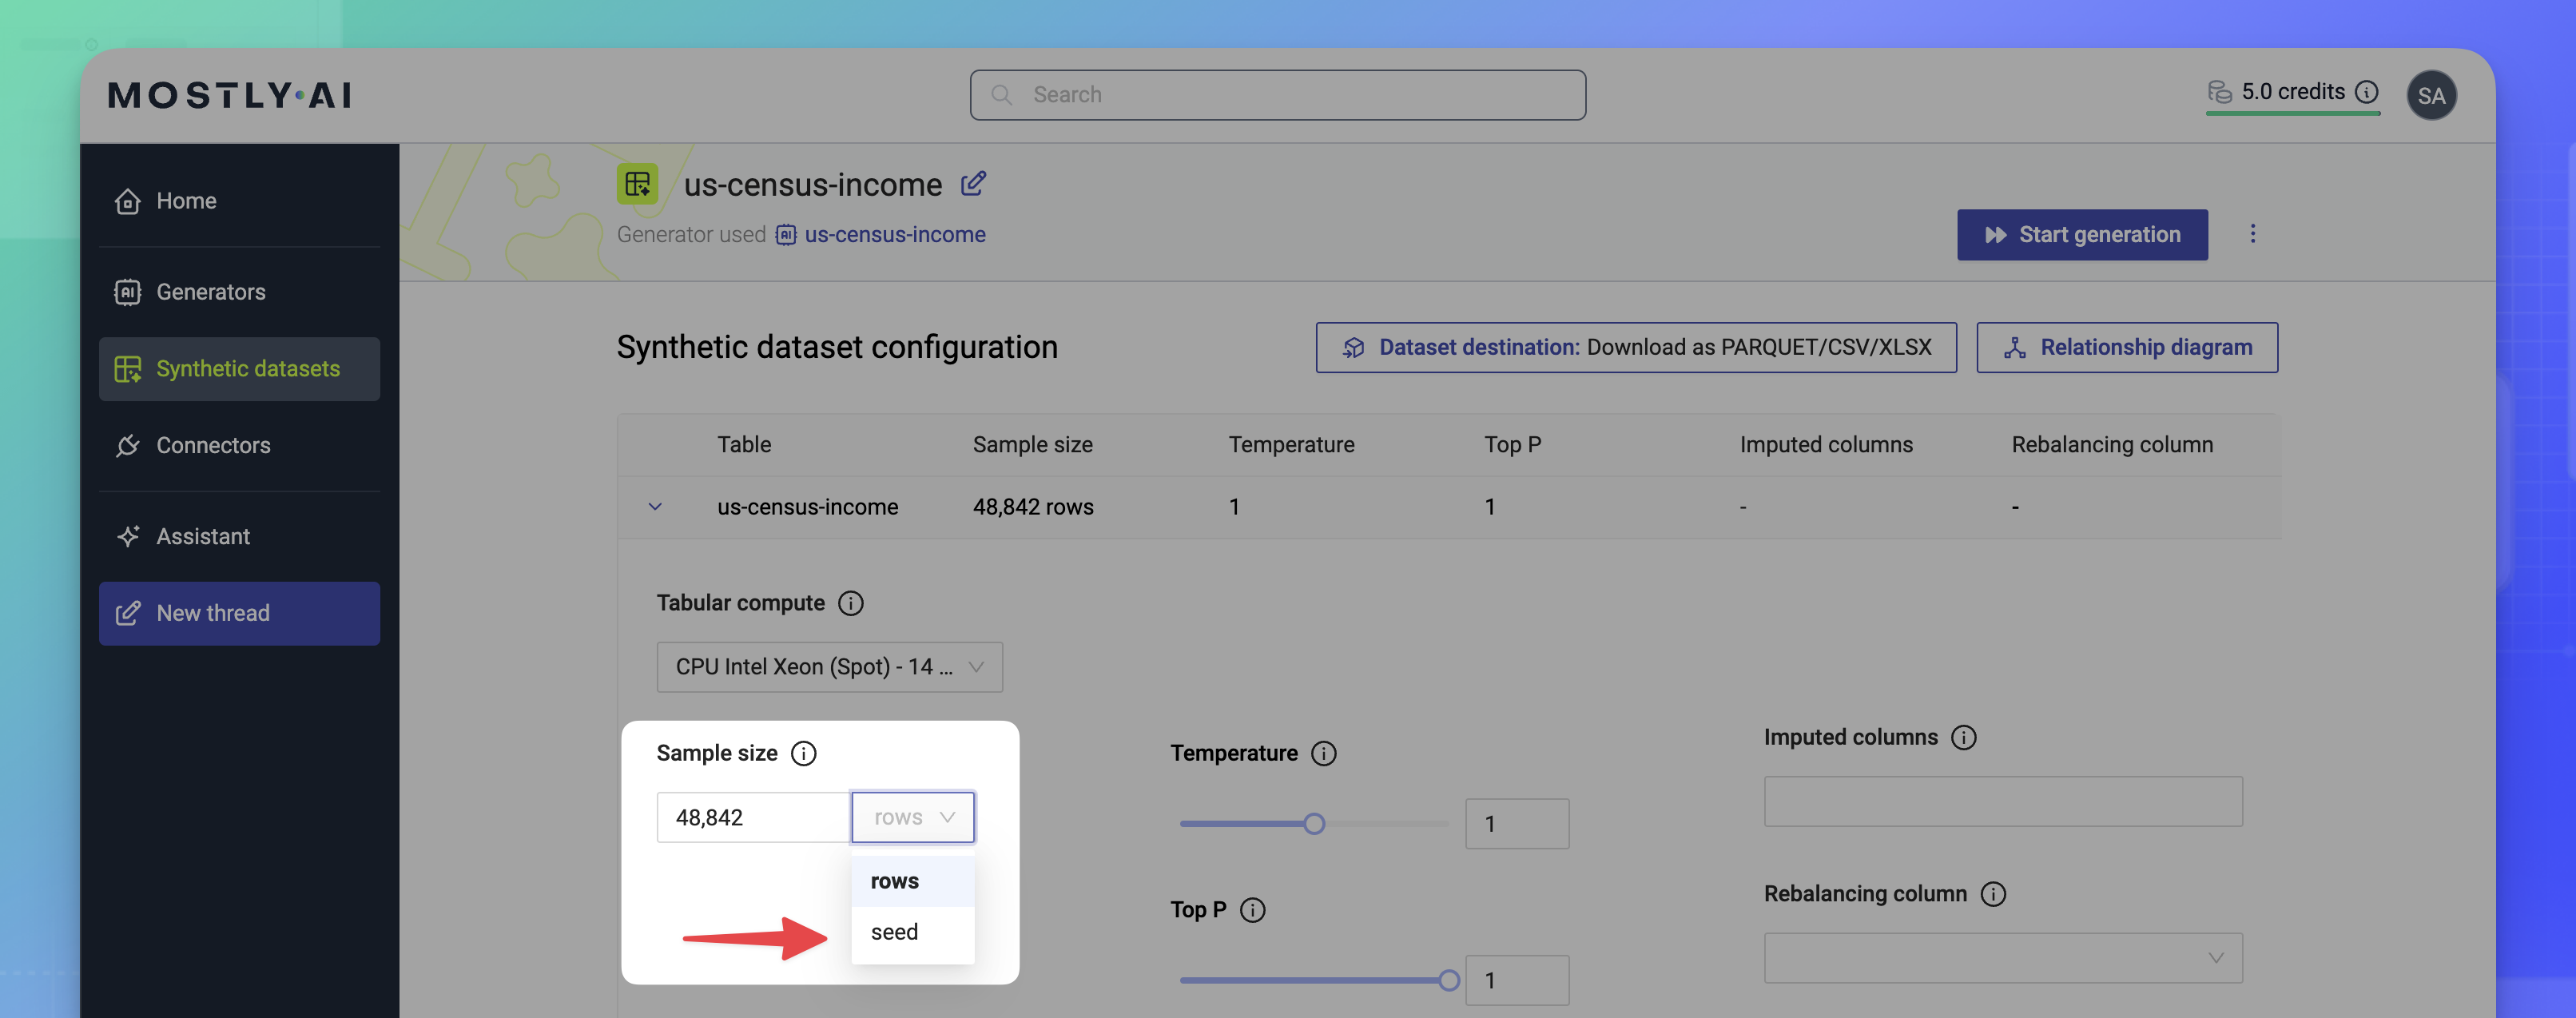 MOSTLY·AI
Search
5.0 credits
SA
Home
Generators
Synthetic datasets
Connectors
Assistant
New thread
us-census-income
Generator used us-census-income
Start generation
Synthetic dataset configuration
Dataset destination: Download as PARQUET/CSV/XLSX
Relationship diagram
Table Sample size Temperature Top P Imputed columns Rebalancing column
us-census-income 48,842 rows 1 1 - -
Tabular compute
CPU Intel Xeon (Spot) - 14 ...
Sample size
48,842 rows
rows
seed
Temperature
1
Top P
1
Imputed columns
Rebalancing column